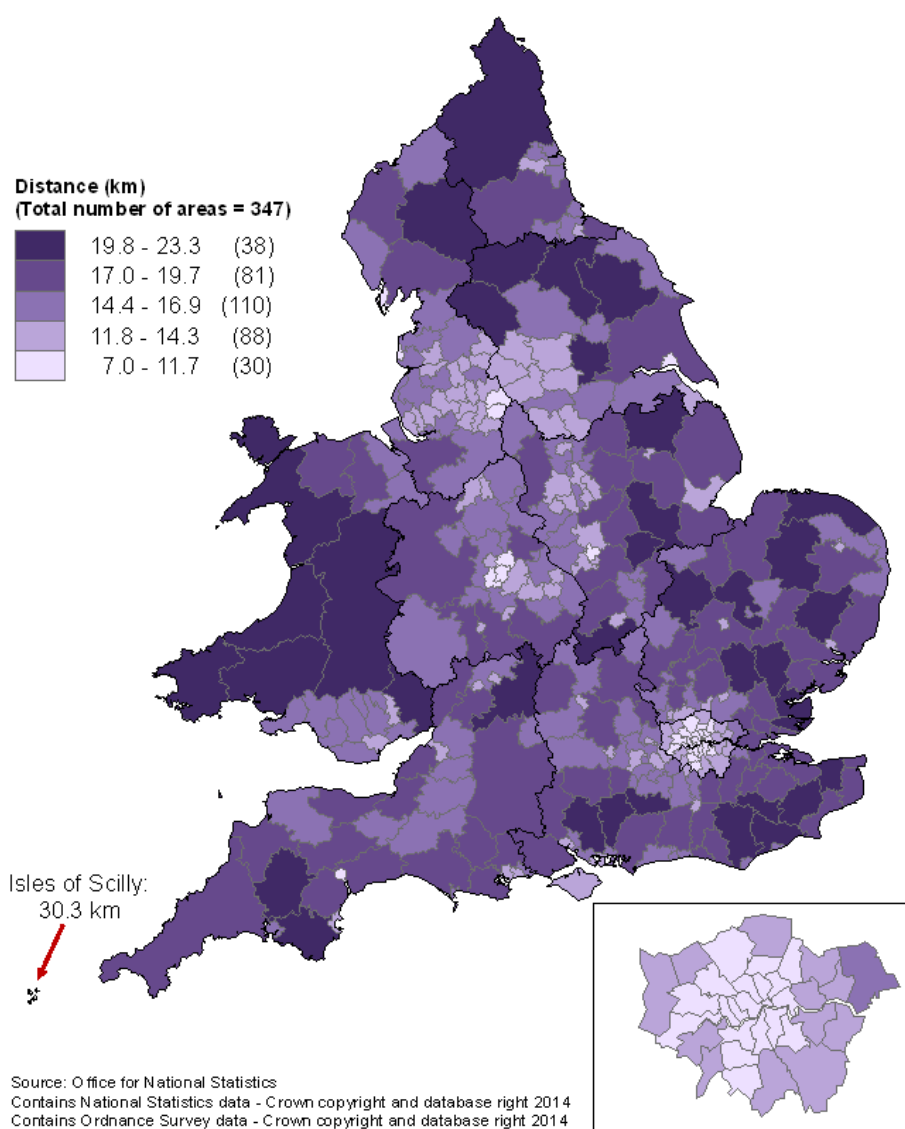 Distance (km)
(Total number of areas = 347)
19.8 - 23.3 (38)
17.0 - 19.7 (81)
14.4 - 16.9 (110)
11.8 - 14.3 (88)
7.0 - 11.7 (30)
Isles of Scilly:
30.3 km
Source: Office for National Statistics
Contains National Statistics data - Crown copyright and database right 2014
Contains Ordnance Survey data - Crown copyright and database right 2014